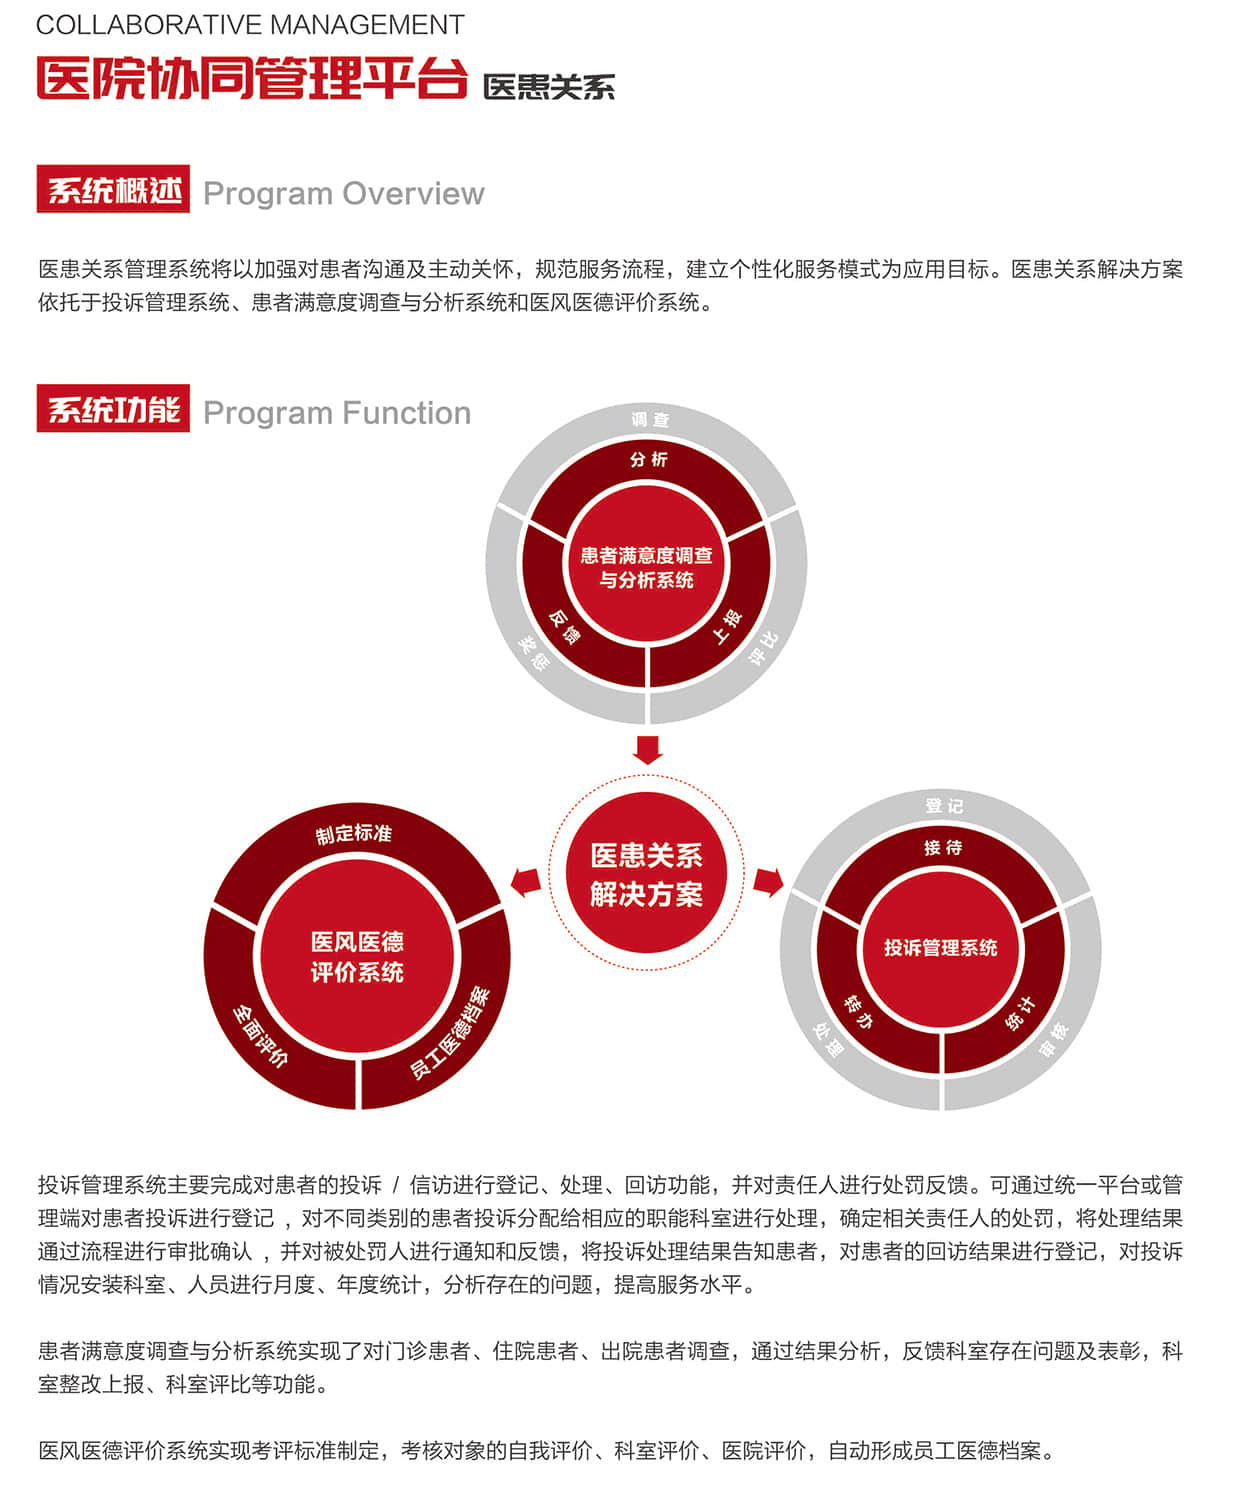 COLLABORATIVE MANAGEMENT
医院协同管理平台 医患关系
系统概述 Program Overview
医患关系管理系统将以加强对患者沟通及主动关怀，规范服务流程，建立个性化服务模式为应用目标。医患关系解决方案
依托于投诉管理系统、患者满意度调查与分析系统和医风医德评价系统。
系统功能 Program Function
调查
分析
患者满意度调查
与分析系统
反馈
上报
奖惩
评比
医患关系
解决方案
制定标准
医风医德
评价系统
全面评价
员工医德档案
登记
接待
投诉管理系统
转办
统计
处理
审核
投诉管理系统主要完成对患者的投诉 / 信访进行登记、处理、回访功能，并对责任人进行处罚反馈。可通过统一平台或管
理端对患者投诉进行登记 , 对不同类别的患者投诉分配给相应的职能科室进行处理，确定相关责任人的处罚，将处理结果
通过流程进行审批确认 , 并对被处罚人进行通知和反馈，将投诉处理结果告知患者，对患者的回访结果进行登记，对投诉
情况安装科室、人员进行月度、年度统计，分析存在的问题，提高服务水平。
患者满意度调查与分析系统实现了对门诊患者、住院患者、出院患者调查，通过结果分析，反馈科室存在问题及表彰，科
室整改上报、科室评比等功能。
医风医德评价系统实现考评标准制定，考核对象的自我评价、科室评价、医院评价，自动形成员工医德档案。